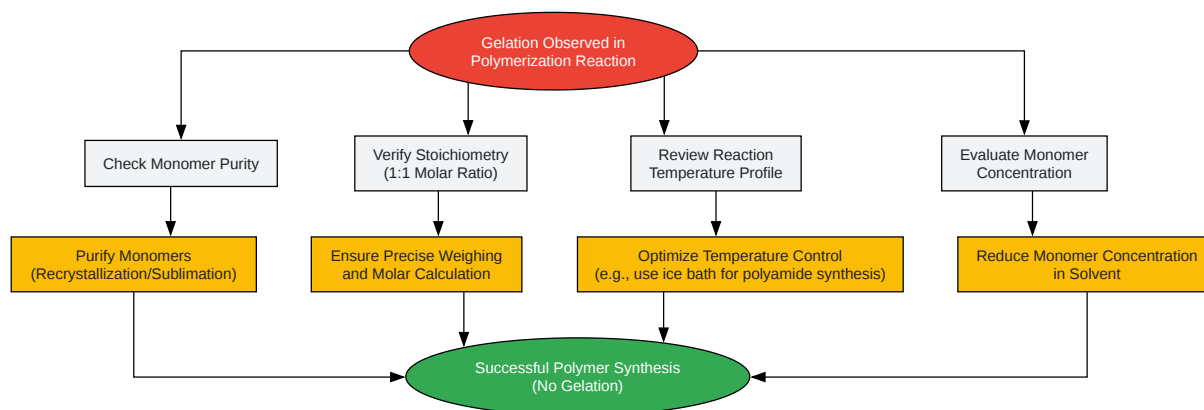 Gelation Observed in
Polymerization Reaction
Check Monomer Purity
Verify Stoichiometry
(1:1 Molar Ratio)
Review Reaction
Temperature Profile
Evaluate Monomer
Concentration
Purify Monomers
(Recrystallization/Sublimation)
Ensure Precise Weighing
and Molar Calculation
Optimize Temperature Control
(e.g., use ice bath for polyamide synthesis)
Reduce Monomer Concentration
in Solvent
Successful Polymer Synthesis
(No Gelation)